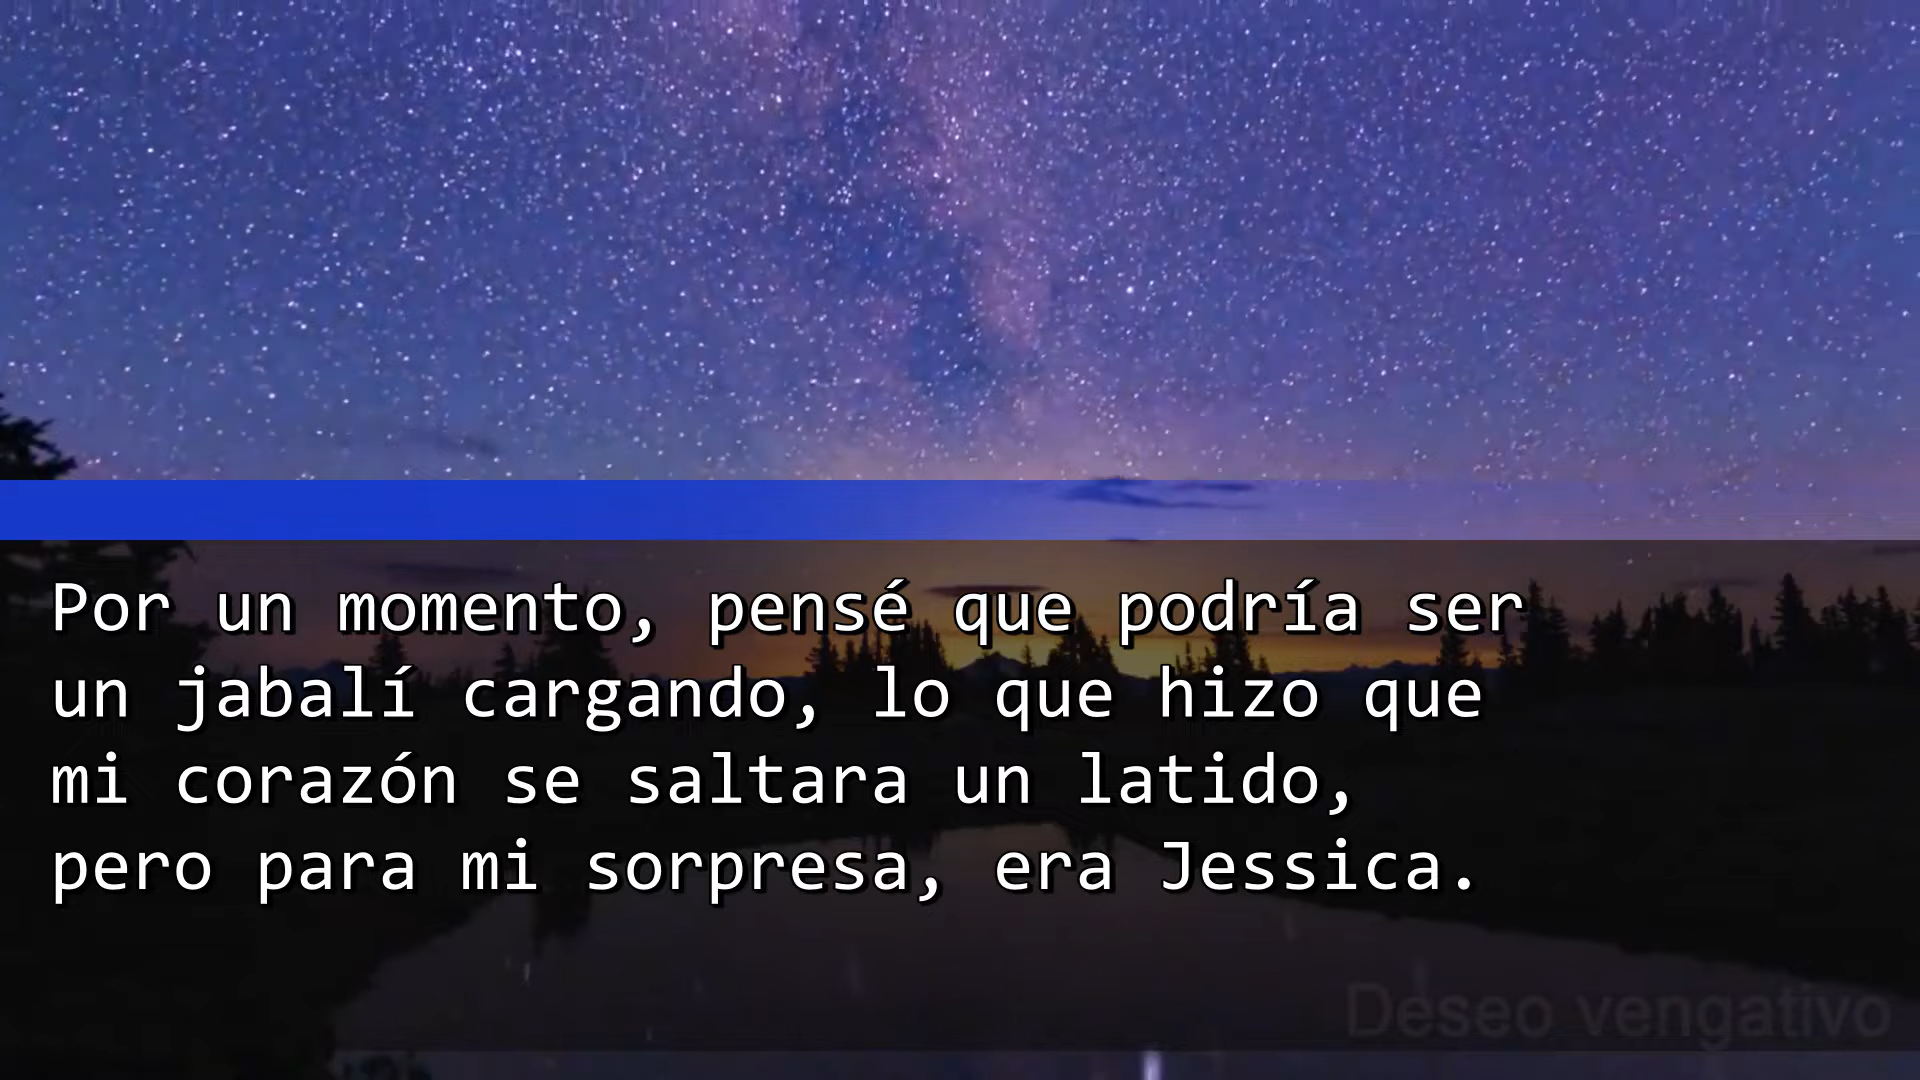 Por un momento, pensé que podría ser
un jabalí cargando, lo que hizo que
mi corazón se saltara un latido,
pero para mi sorpresa, era Jessica.
Deseo vengativo